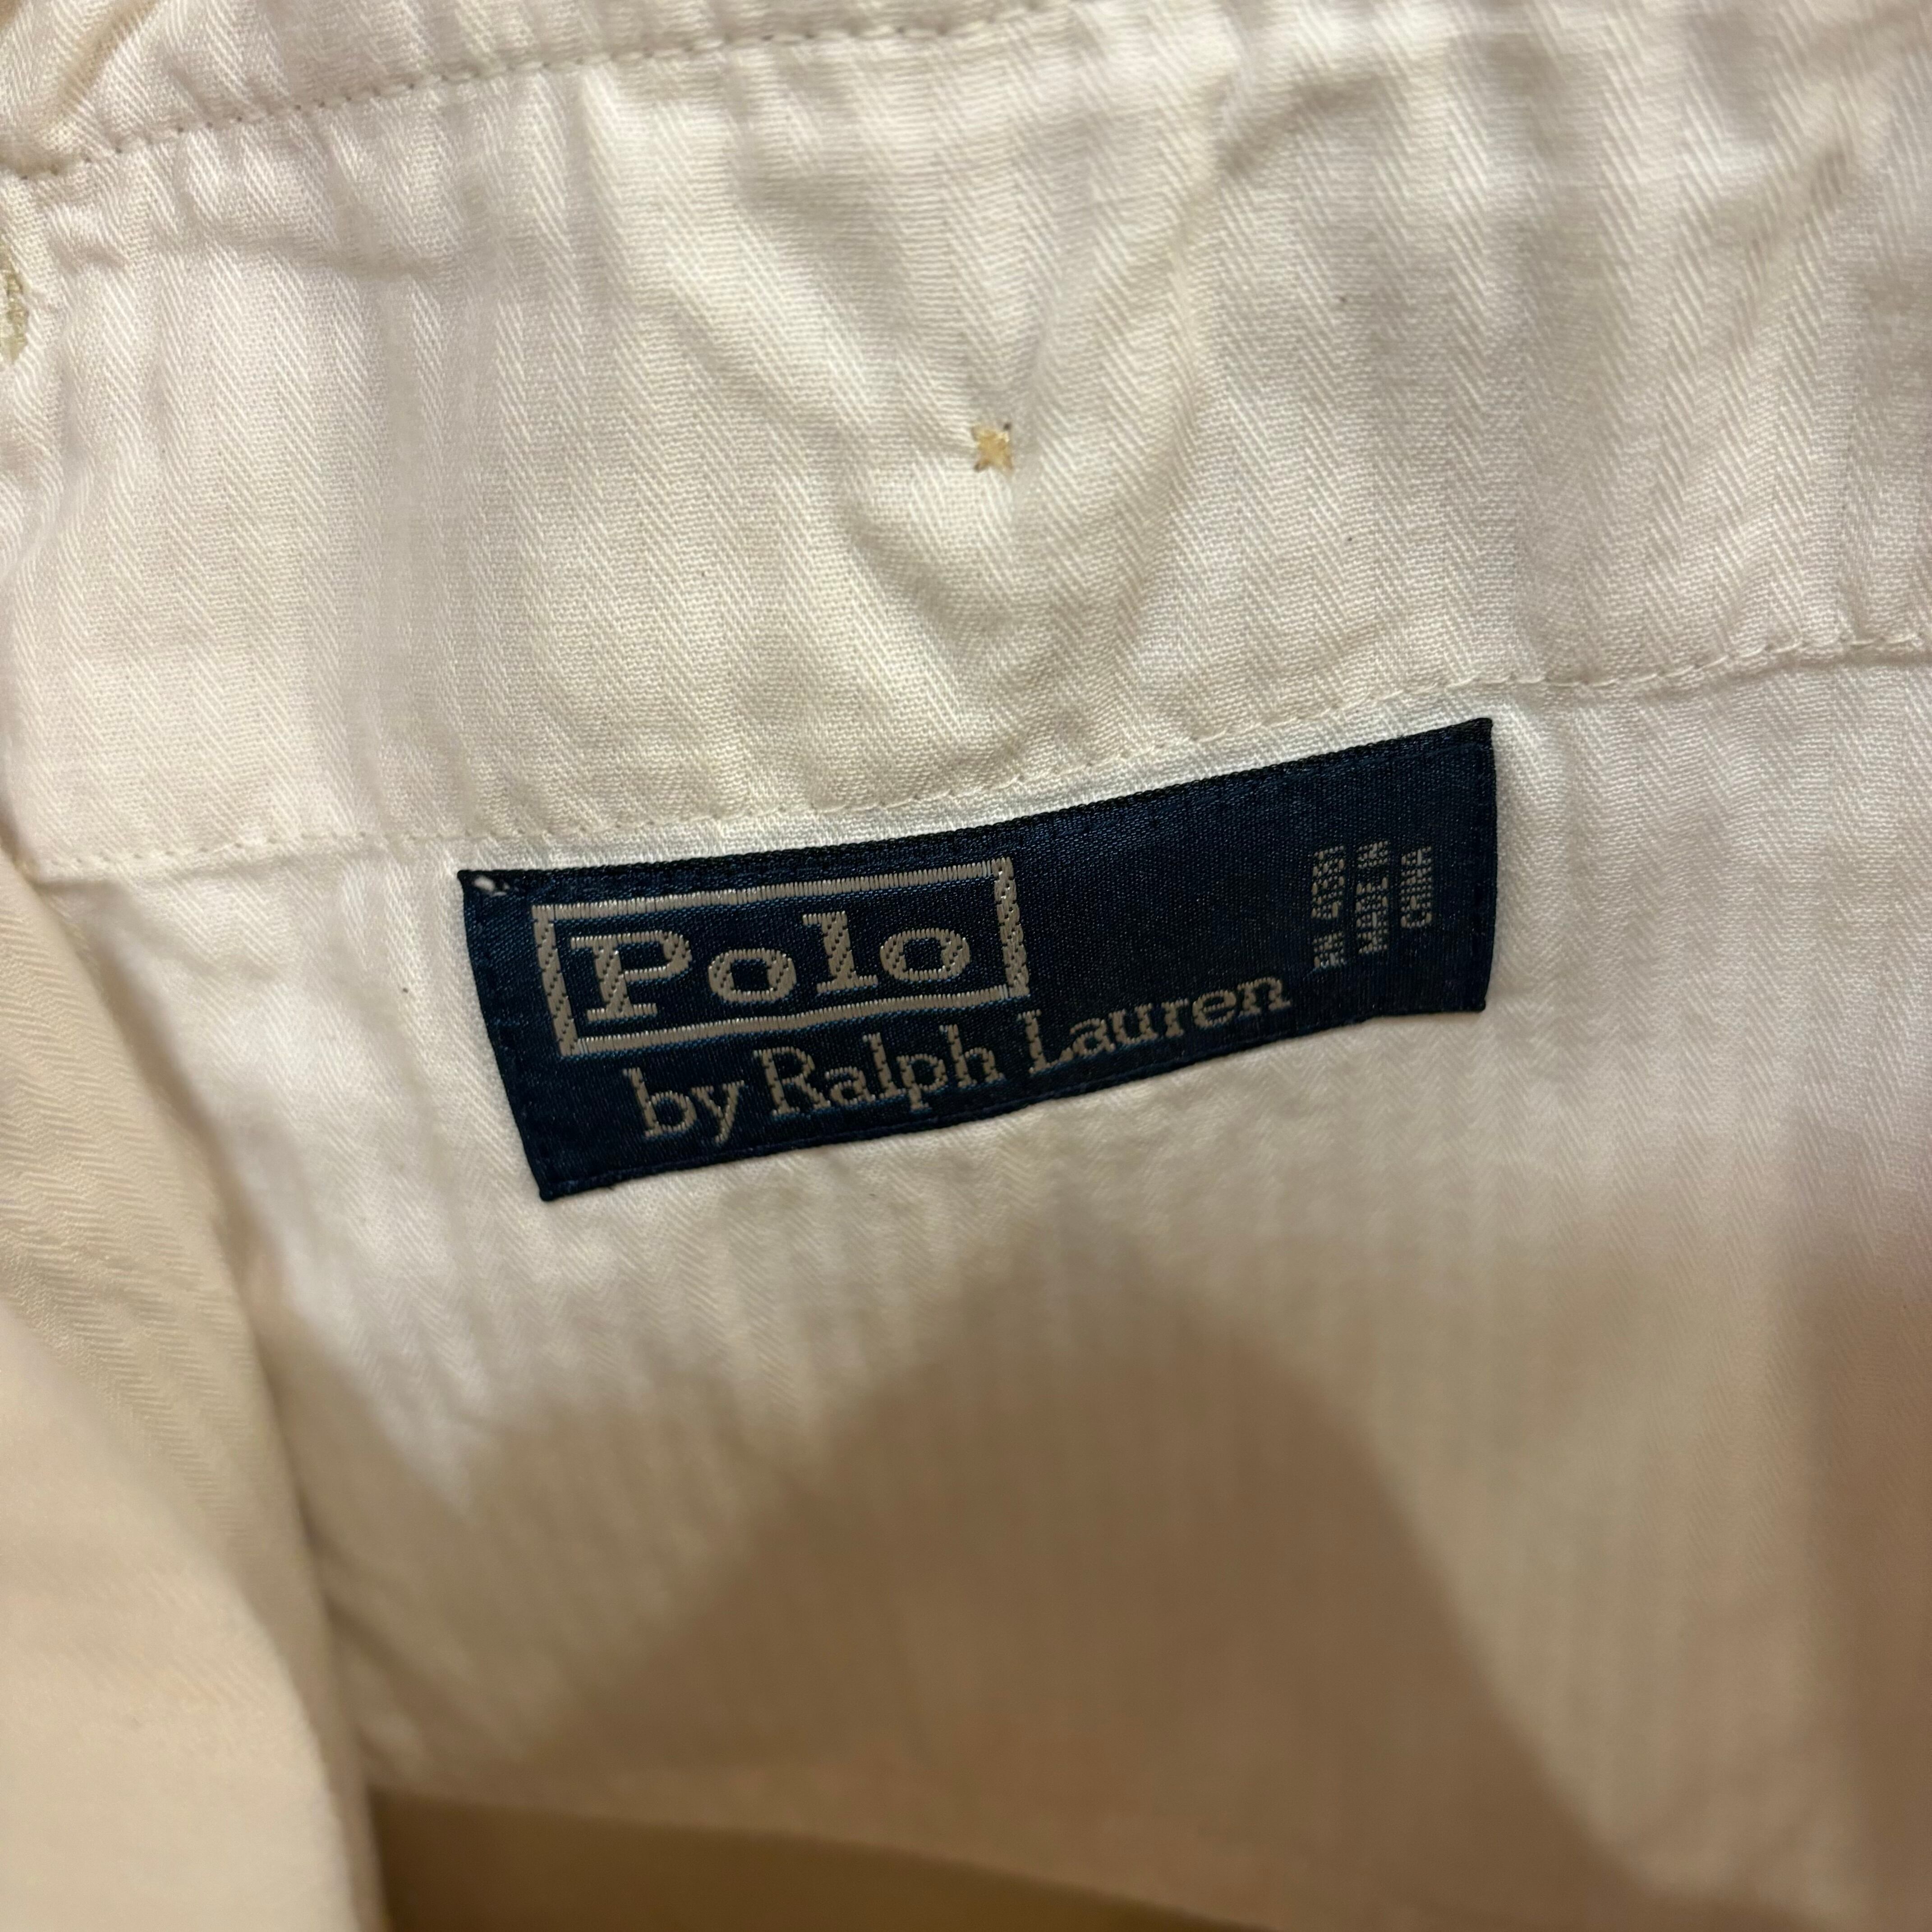 Polo
by Ralph Lauren
RN 41381
MADE IN
CHINA